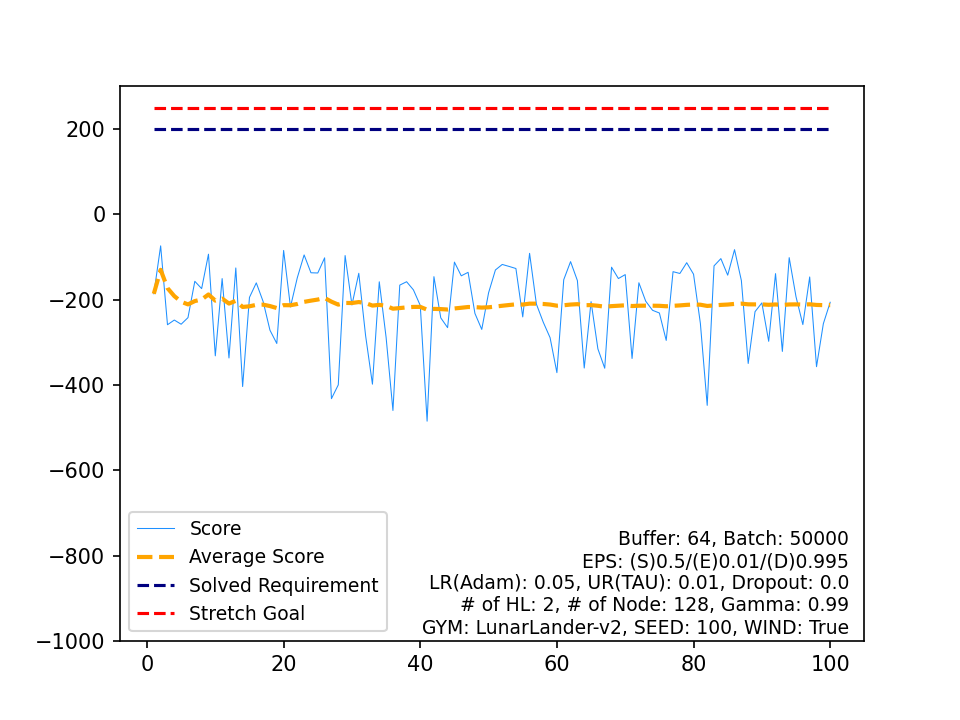 200
0
−200
−400
−600
−800
−1000
0 20 40 60 80 100
Score
Average Score
Solved Requirement
Stretch Goal
Buffer: 64, Batch: 50000
EPS: (S)0.5/(E)0.01/(D)0.995
LR(Adam): 0.05, UR(TAU): 0.01, Dropout: 0.0
# of HL: 2, # of Node: 128, Gamma: 0.99
GYM: LunarLander-v2, SEED: 100, WIND: True